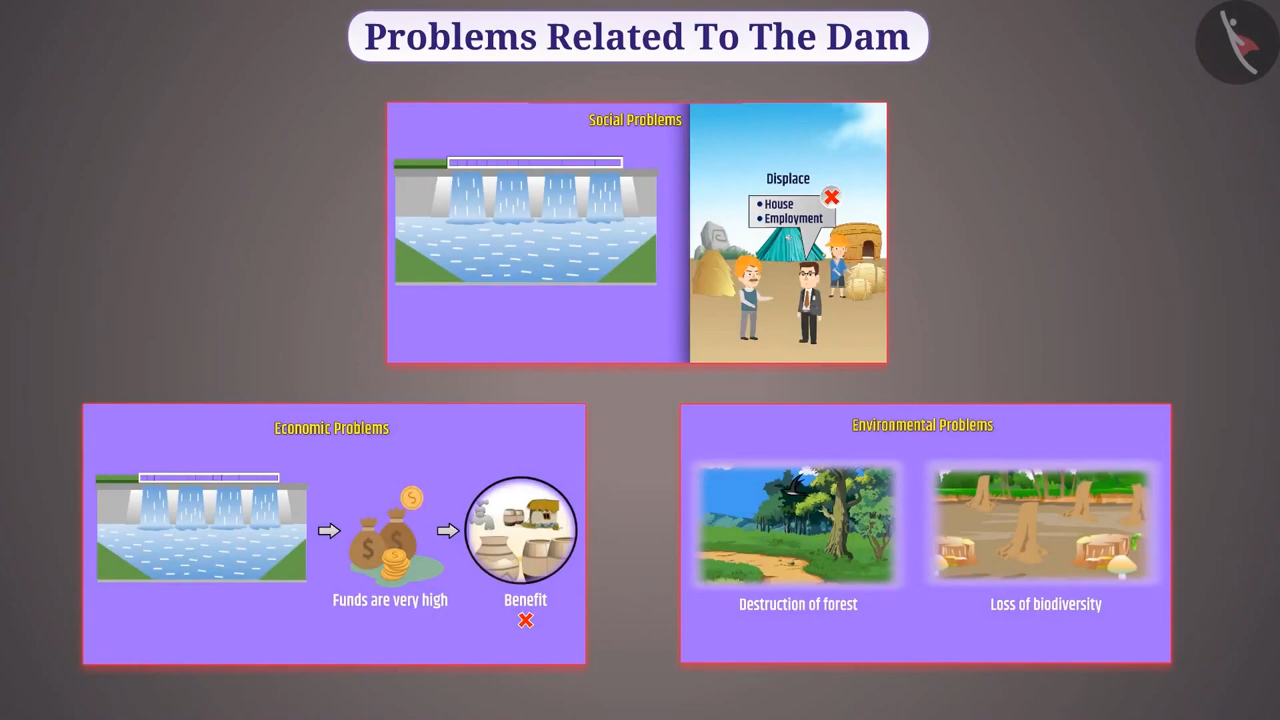 Problems Related To The Dam
Social Problems
Displace
• House
• Employment
Economic Problems
Funds are very high
Benefit
Environmental Problems
Destruction of forest
Loss of biodiversity